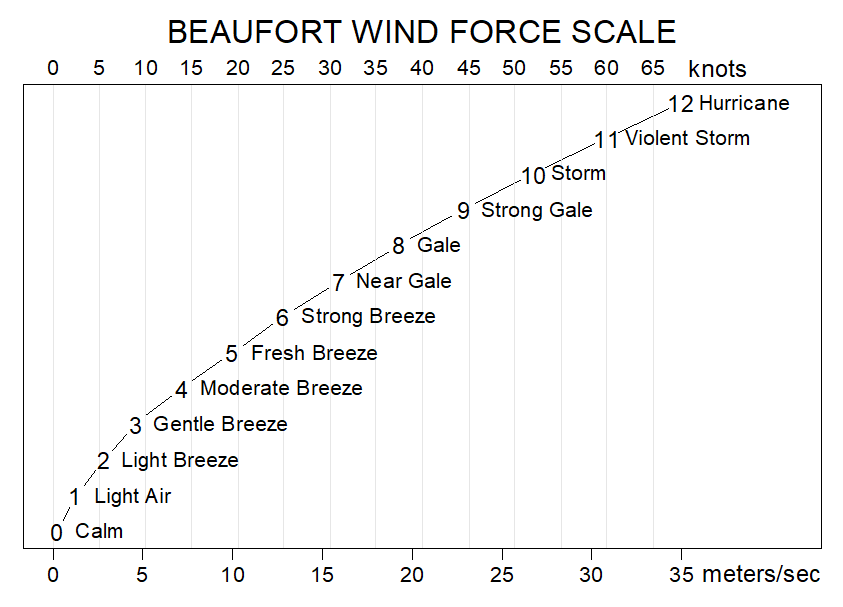 BEAUFORT WIND FORCE SCALE
0 5 10 15 20 25 30 35 40 45 50 55 60 65 knots
12 Hurricane
11 Violent Storm
10 Storm
9 Strong Gale
8 Gale
7 Near Gale
6 Strong Breeze
5 Fresh Breeze
4 Moderate Breeze
3 Gentle Breeze
2 Light Breeze
1 Light Air
0 Calm
0 5 10 15 20 25 30 35 meters/sec